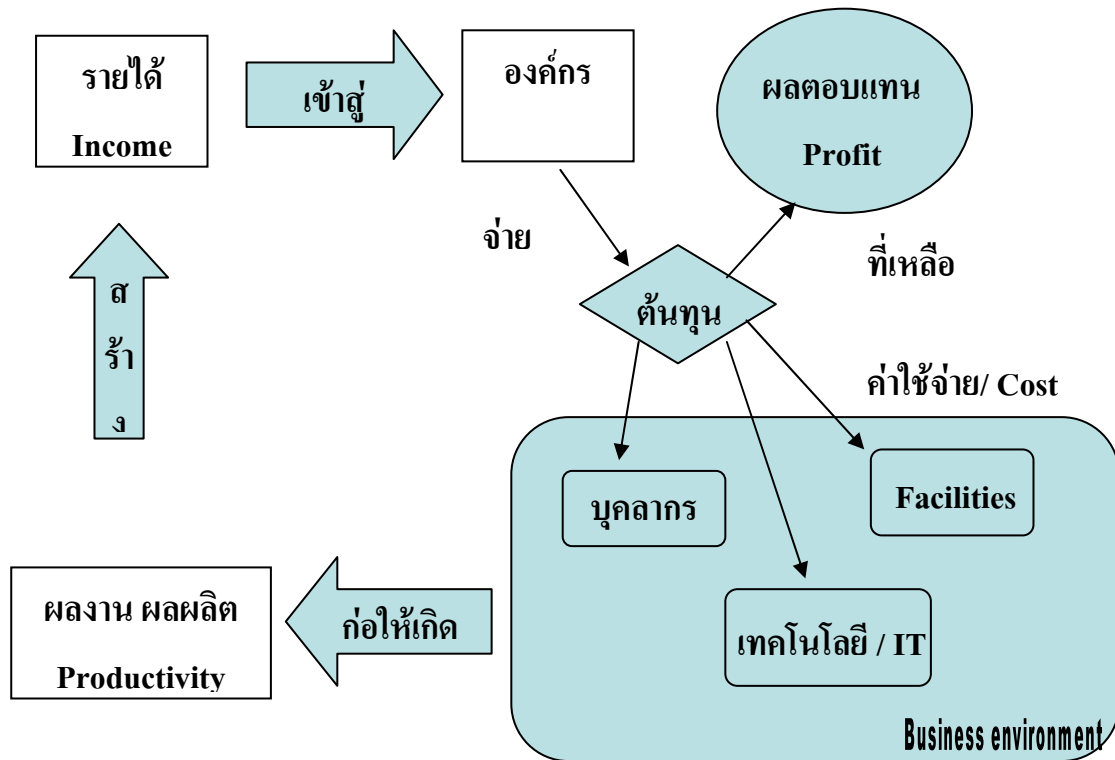 รายได้
Income
เข้าสู่
องค์กร
ผลตอบแทน
Profit
จ่าย
ที่เหลือ
ต้นทุน
ส
ร้า
ง
ค่าใช้จ่าย/ Cost
บุคลากร
Facilities
เทคโนโลยี / IT
ก่อให้เกิด
ผลงาน ผลผลิต
Productivity
Business environment